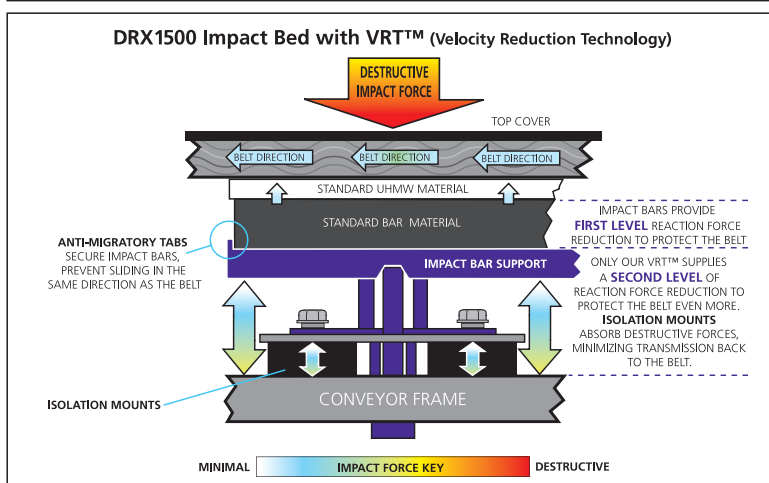 DRX1500 Impact Bed with VRT™ (Velocity Reduction Technology)
DESTRUCTIVE
IMPACT FORCE
TOP COVER
BELT DIRECTION
BELT DIRECTION
BELT DIRECTION
STANDARD UHMW MATERIAL
STANDARD BAR MATERIAL
IMPACT BARS PROVIDE
FIRST LEVEL REACTION FORCE
REDUCTION TO PROTECT THE BELT
ANTI-MIGRATORY TABS
SECURE IMPACT BARS,
PREVENT SLIDING IN THE
SAME DIRECTION AS THE BELT
IMPACT BAR SUPPORT
ONLY OUR VRT™ SUPPLIES
A SECOND LEVEL OF
REACTION FORCE REDUCTION TO
PROTECT THE BELT EVEN MORE.
ISOLATION MOUNTS
ABSORB DESTRUCTIVE FORCES,
MINIMIZING TRANSMISSION BACK
TO THE BELT.
ISOLATION MOUNTS
CONVEYOR FRAME
MINIMAL
IMPACT FORCE KEY
DESTRUCTIVE